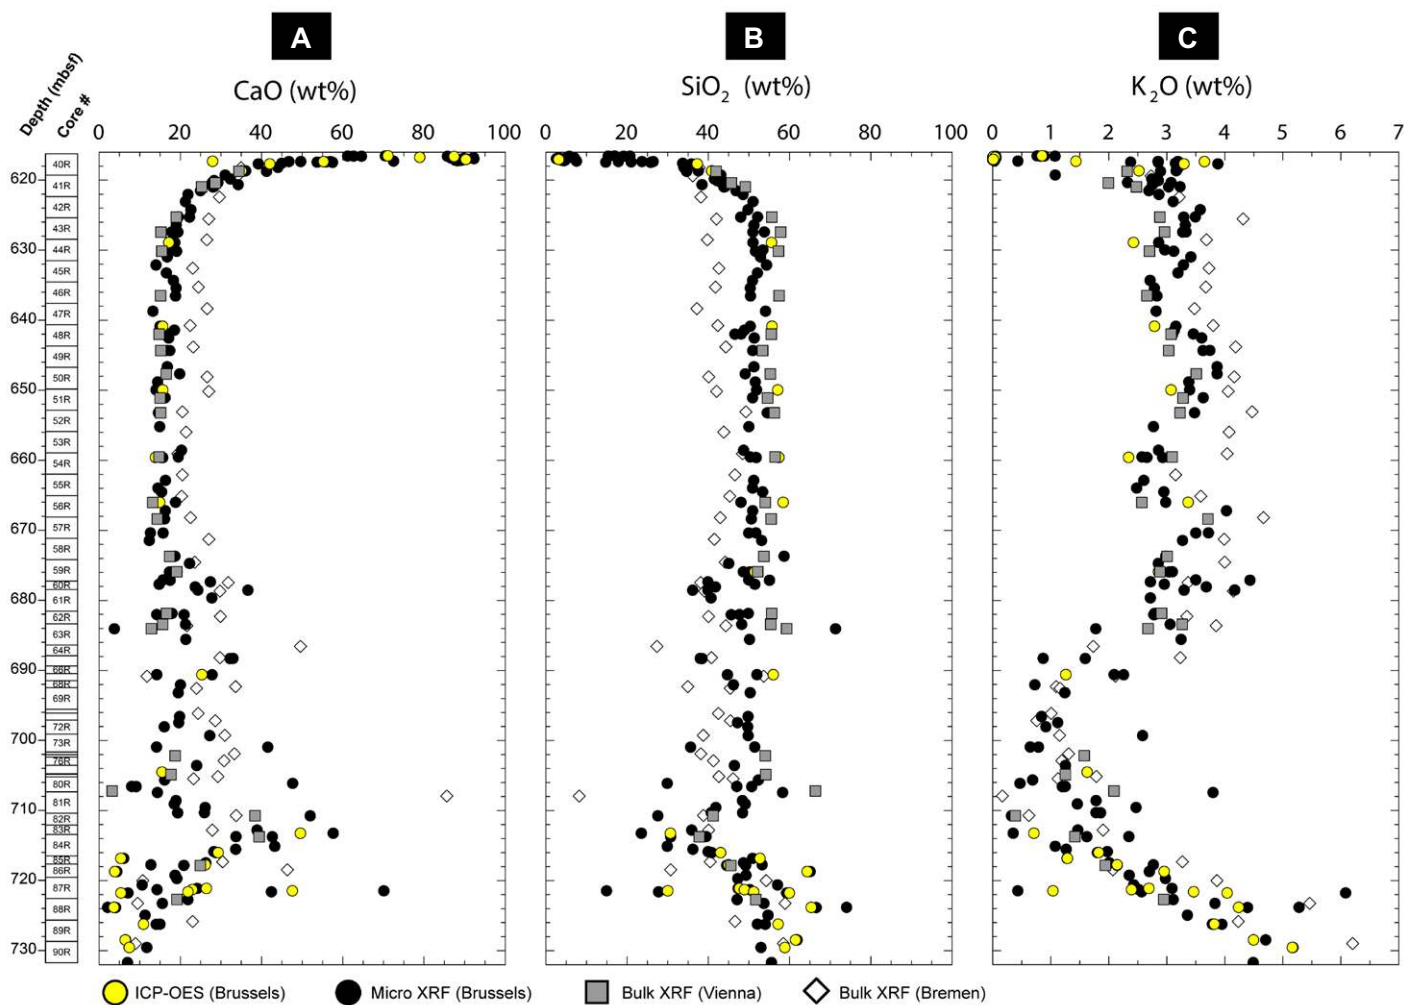 A B C
CaO (wt%) SiO2 (wt%) K2O (wt%)
Depth (mbsf)
Core #
0 20 40 60 80 100 0 20 40 60 80 100 0 1 2 3 4 5 6 7
40R
620
41R
42R
43R
630
44R
45R
46R
47R
640
48R
49R
50R
650
51R
52R
53R
660
54R
55R
56R
670
57R
58R
59R
60R
680
61R
62R
63R
64R
690
66R
68R
69R
72R
700
73R
76R
80R
710
81R
82R
83R
84R
85R
86R
720
87R
88R
89R
730
90R
ICP-OES (Brussels) Micro XRF (Brussels) Bulk XRF (Vienna) Bulk XRF (Bremen)